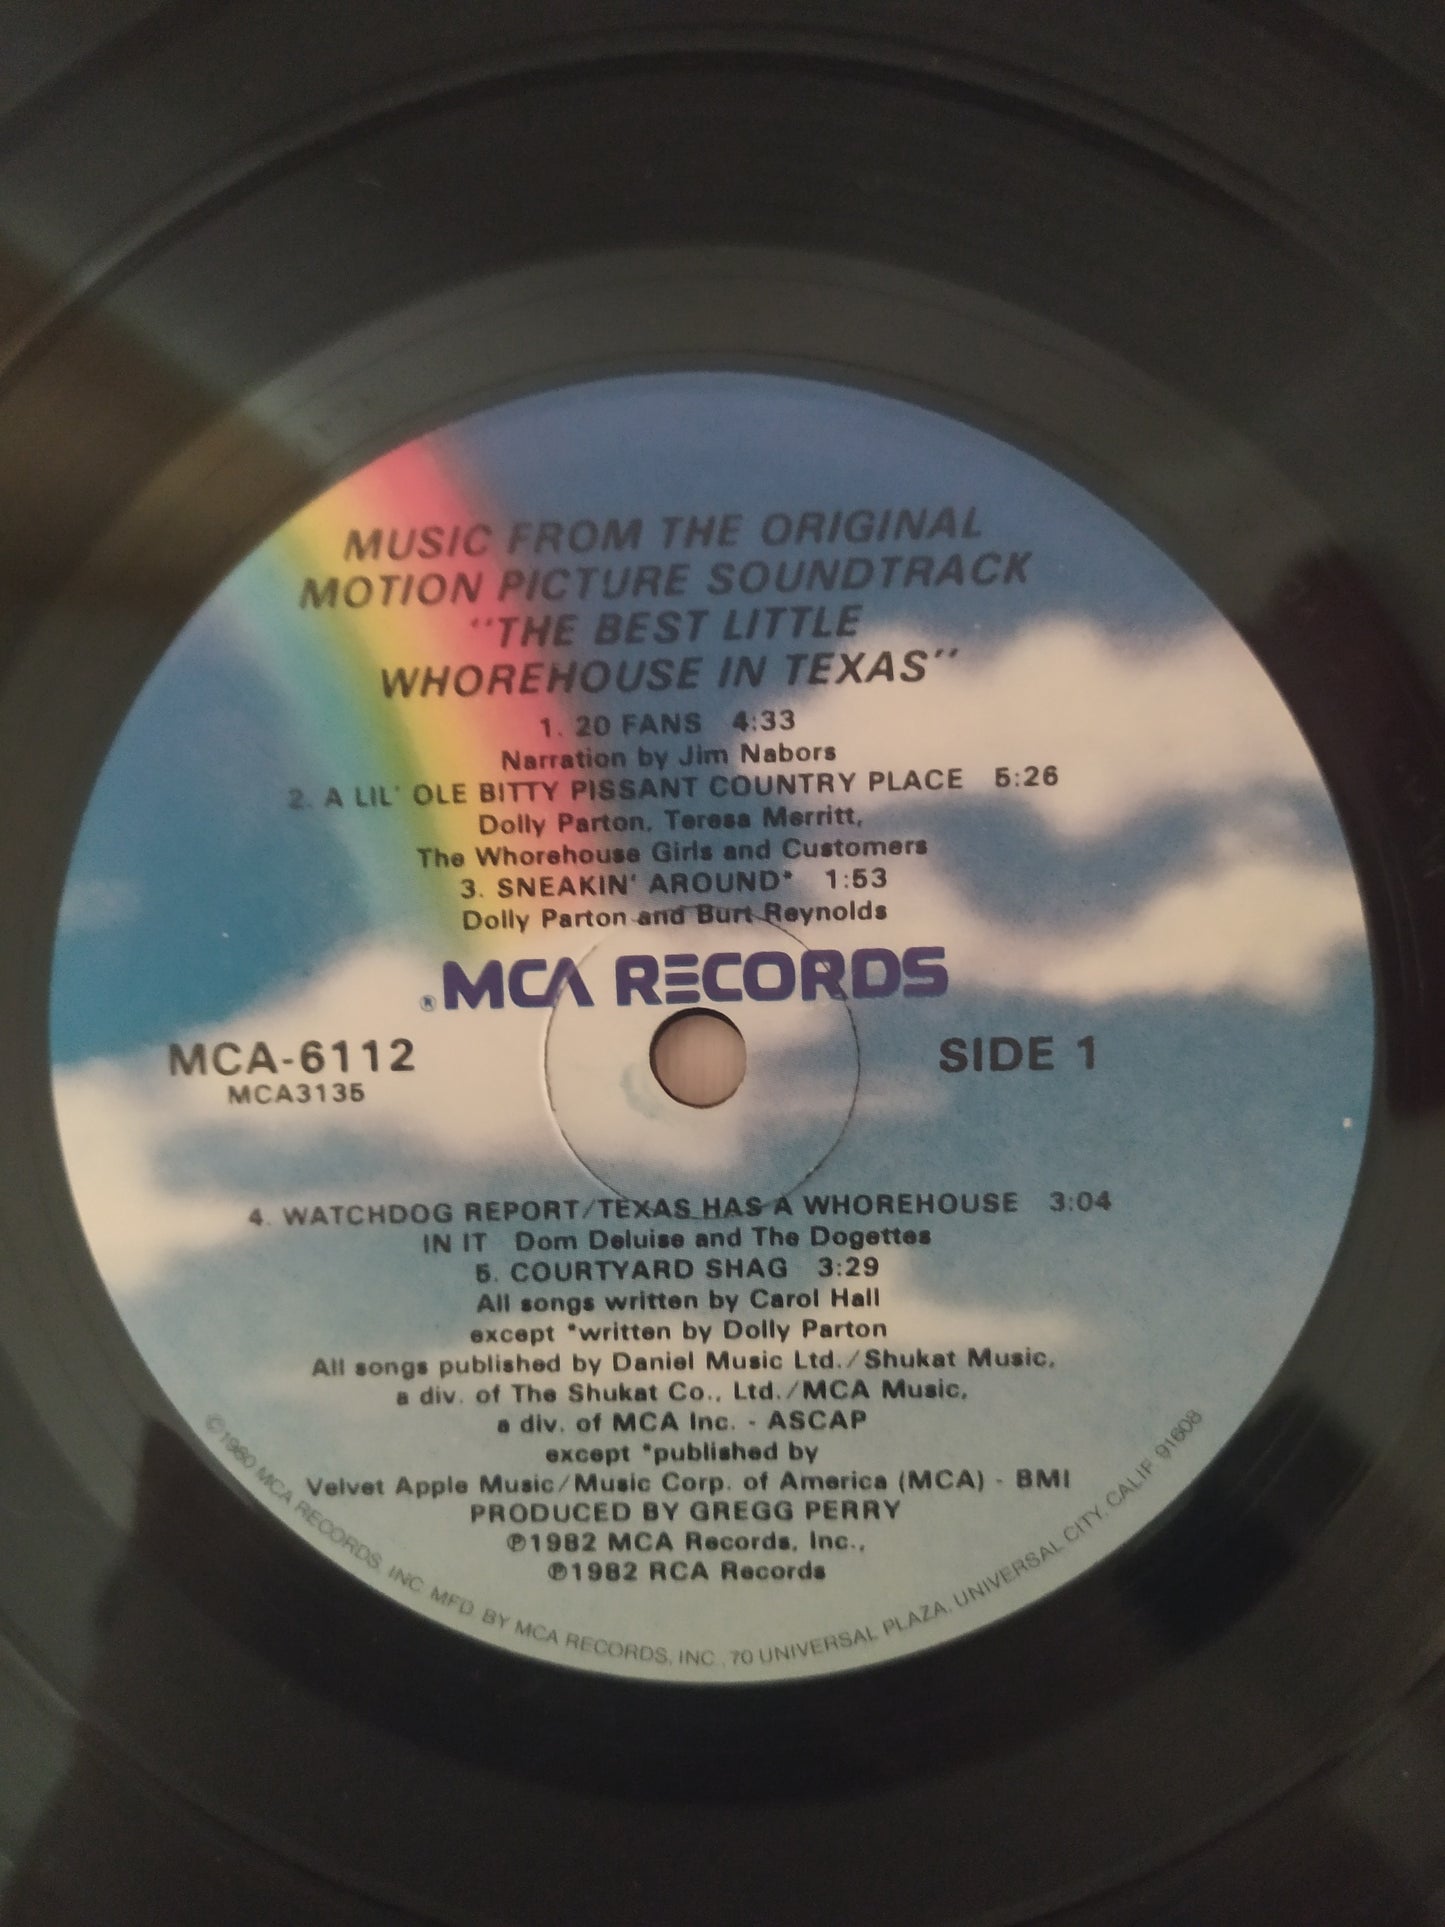 MUSIC FROM THE ORIGINAL
MOTION PICTURE SOUNDTRACK
"THE BEST LITTLE
WHOREHOUSE IN TEXAS"
1. 20 FANS 4:33
Narration by Jim Nabors
2. A LIL' OLE BITTY PISSANT COUNTRY PLACE 5:26
Dolly Parton, Teresa Merritt,
The Whorehouse Girls and Customers
3. SNEAKIN' AROUND* 1:53
Dolly Parton and Burt Reynolds
®MCA RECORDS
MCA-6112
MCA3135
SIDE 1
4. WATCHDOG REPORT/TEXAS HAS A WHOREHOUSE 3:04
IN IT Dom Deluise and The Dogettes
5. COURTYARD SHAG 3:29
All songs written by Carol Hall
except *written by Dolly Parton
All songs published by Daniel Music Ltd./Shukat Music,
a div. of The Shukat Co., Ltd./MCA Music,
a div. of MCA Inc. - ASCAP
except *published by
Velvet Apple Music/Music Corp. of America (MCA) - BMI
PRODUCED BY GREGG PERRY
℗1982 MCA Records, Inc.,
℗1982 RCA Records
©1980 MCA RECORDS, INC. MFD. BY MCA RECORDS, INC., 70 UNIVERSAL PLAZA, UNIVERSAL CITY, CALIF. 91608